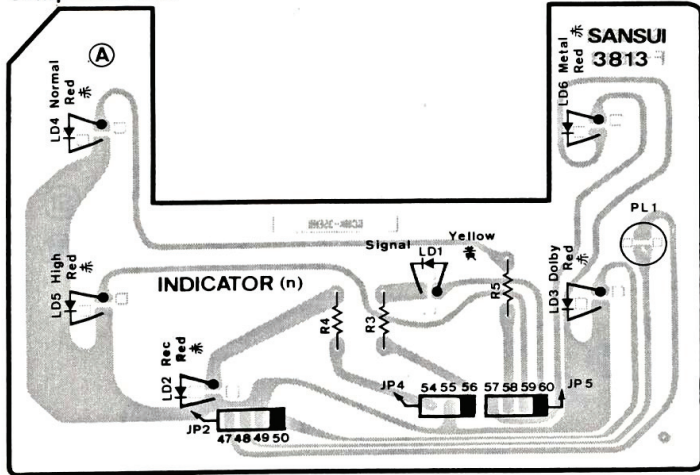 Ⓐ
SANSUI
3813
LD4 Normal
Red
赤
LD6 Metal
Red 赤
PL1
Signal
Yellow
黄
LD1
LD5 High
Red
赤
INDICATOR (n)
R4
R3
R5
LD3 Dolby
Red
赤
LD2 Rec
Red
赤
JP4
54 55 56
57 58 59 60
JP5
JP2
47 48 49 50